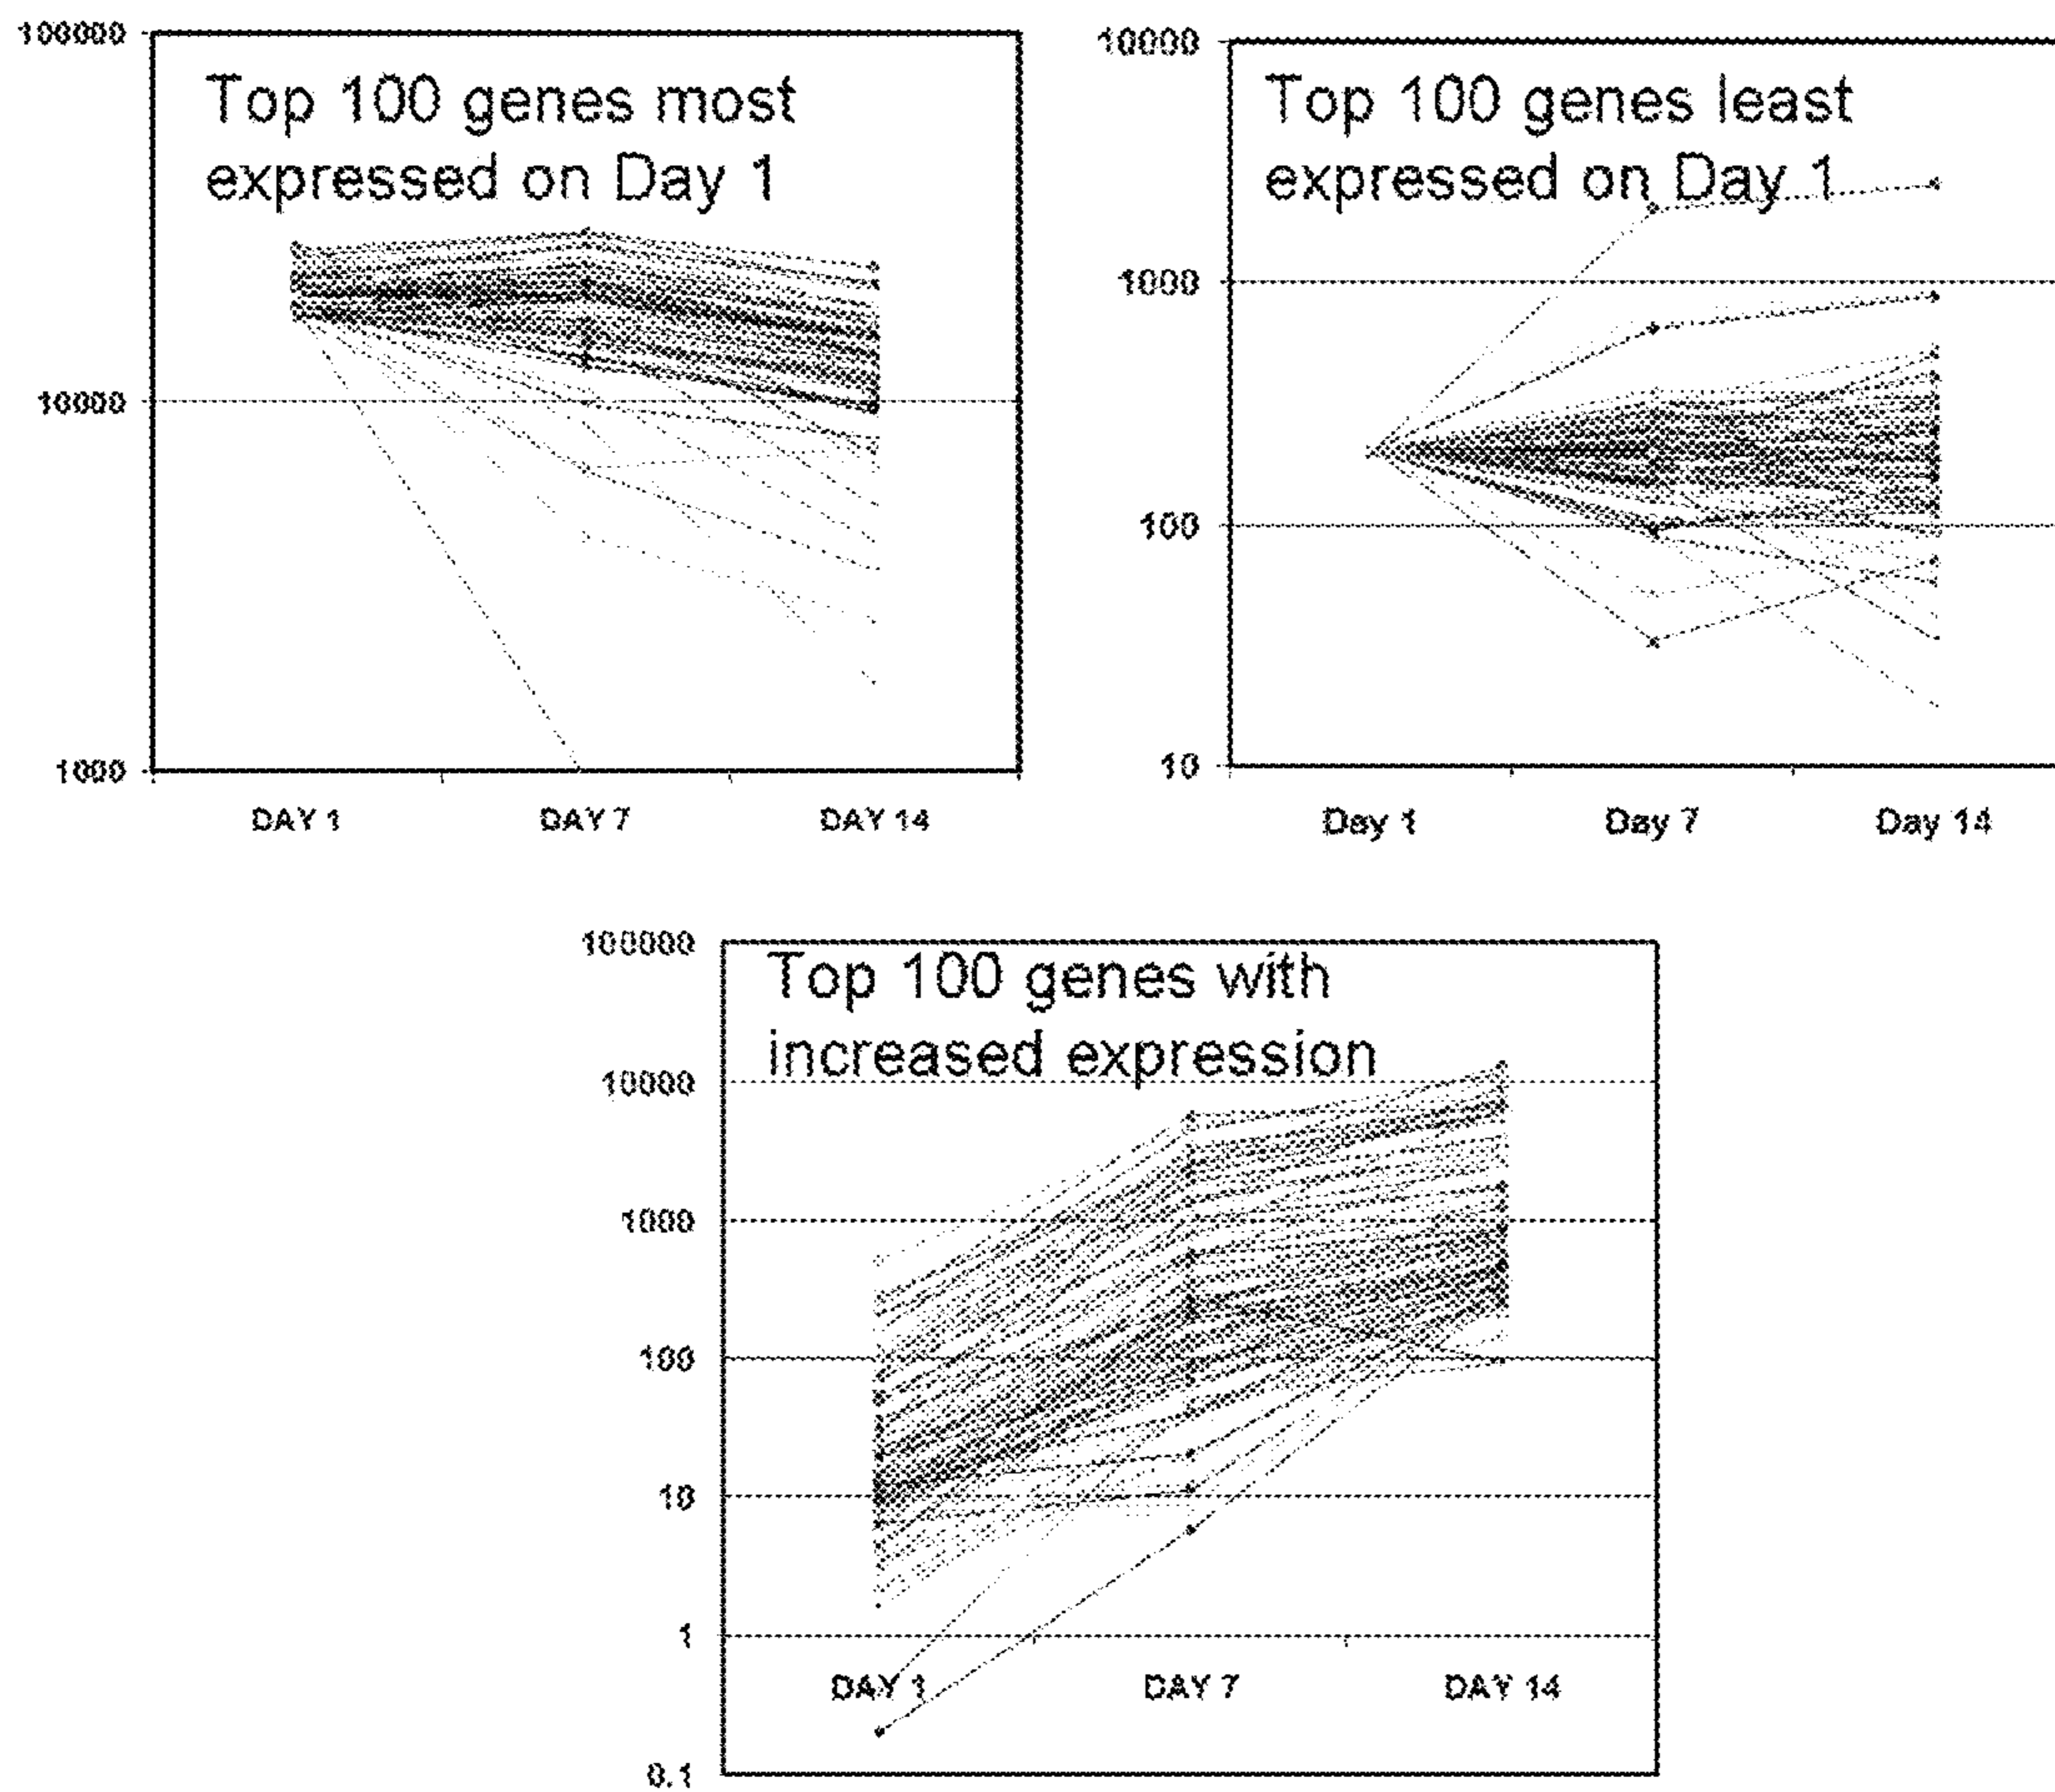 100000
Top 100 genes most
expressed on Day 1
10000
1000
DAY 1 DAY 7 DAY 14
10000
Top 100 genes least
expressed on Day 1
1000
100
10
Day 1 Day 7 Day 14
100000
Top 100 genes with
increased expression
10000
1000
100
10
1
DAY 1 DAY 7 DAY 14
0.1